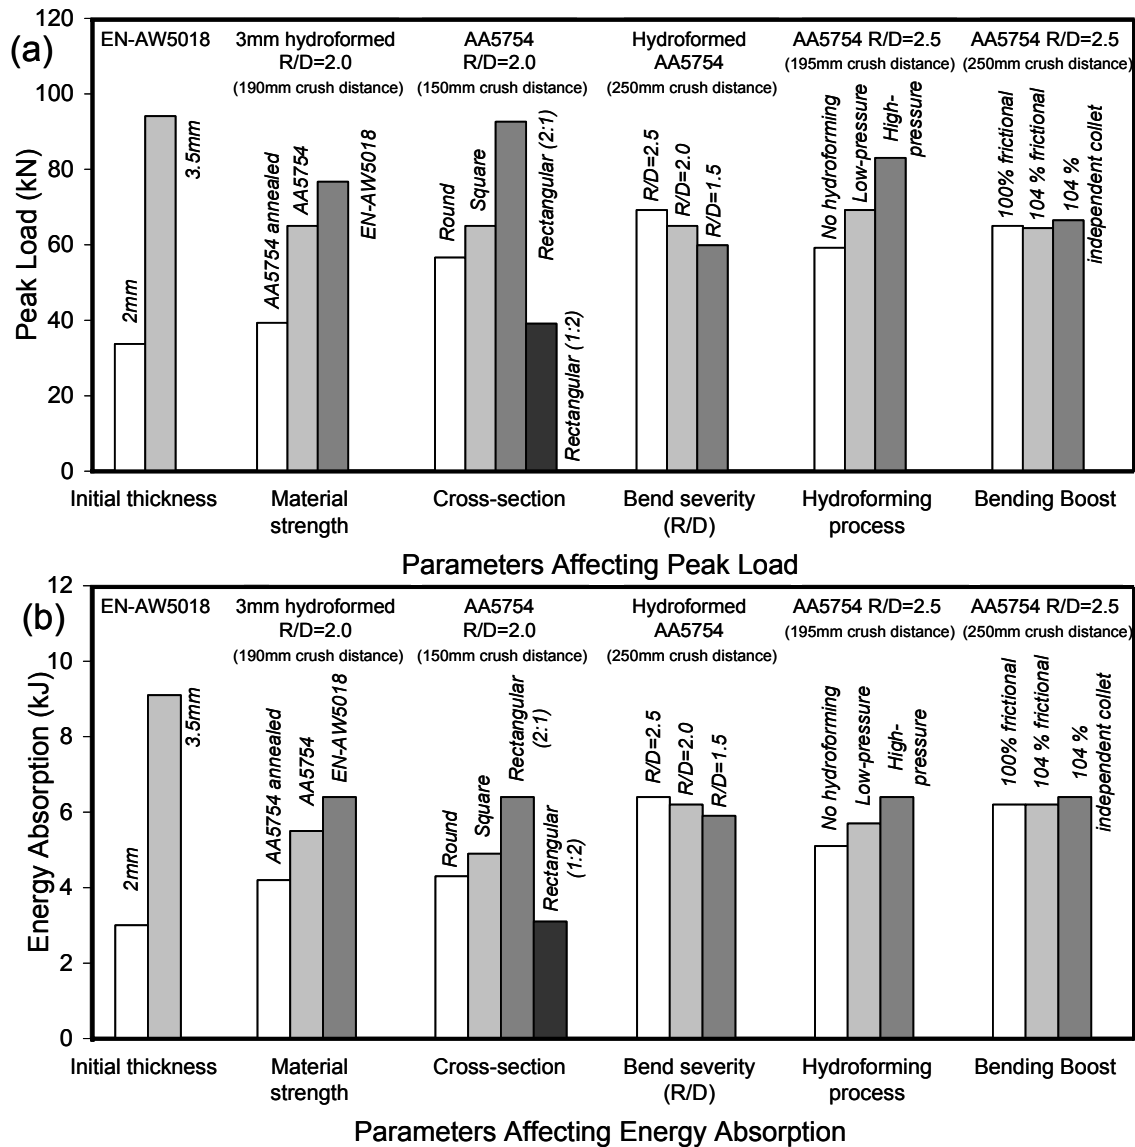 (a)
Peak Load (kN)
120
100
80
60
40
20
0
EN-AW5018
3mm hydroformed
R/D=2.0
(190mm crush distance)
AA5754
R/D=2.0
(150mm crush distance)
Hydroformed
AA5754
(250mm crush distance)
AA5754 R/D=2.5
(195mm crush distance)
AA5754 R/D=2.5
(250mm crush distance)
2mm
3.5mm
AA5754 annealed
AA5754
EN-AW5018
Round
Square
Rectangular (2:1)
Rectangular (1:2)
R/D=2.5
R/D=2.0
R/D=1.5
No hydroforming
Low-pressure
High-
pressure
100% frictional
104 % frictional
104 %
independent collet
Initial thickness
Material
strength
Cross-section
Bend severity
(R/D)
Hydroforming
process
Bending Boost
Parameters Affecting Peak Load
(b)
Energy Absorption (kJ)
12
10
8
6
4
2
0
EN-AW5018
3mm hydroformed
R/D=2.0
(190mm crush distance)
AA5754
R/D=2.0
(150mm crush distance)
Hydroformed
AA5754
(250mm crush distance)
AA5754 R/D=2.5
(195mm crush distance)
AA5754 R/D=2.5
(250mm crush distance)
2mm
3.5mm
AA5754 annealed
AA5754
EN-AW5018
Round
Square
Rectangular
(2:1)
Rectangular
(1:2)
R/D=2.5
R/D=2.0
R/D=1.5
No hydroforming
Low-pressure
High-
pressure
100% frictional
104 % frictional
104 %
independent collet
Initial thickness
Material
strength
Cross-section
Bend severity
(R/D)
Hydroforming
process
Bending Boost
Parameters Affecting Energy Absorption